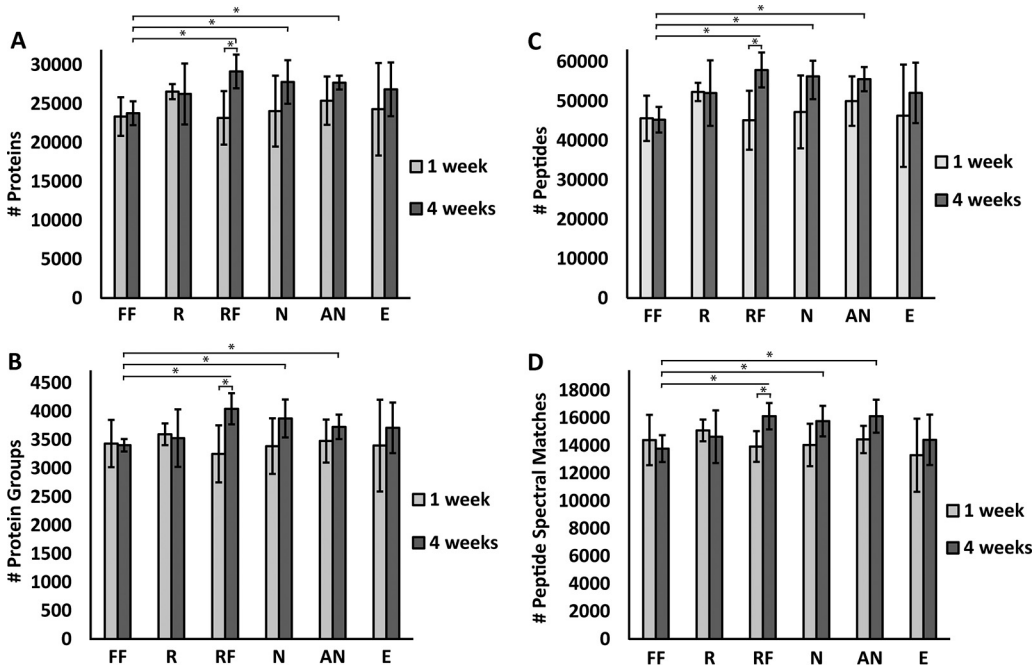 A
# Proteins
30000
25000
20000
15000
10000
5000
0
* * * *
FF R RF N AN E
1 week
4 weeks
C
# Peptides
60000
50000
40000
30000
20000
10000
0
* * * *
FF R RF N AN E
1 week
4 weeks
B
# Protein Groups
4500
4000
3500
3000
2500
2000
1500
1000
500
0
* * * *
FF R RF N AN E
1 week
4 weeks
D
# Peptide Spectral Matches
18000
16000
14000
12000
10000
8000
6000
4000
2000
0
* * * *
FF R RF N AN E
1 week
4 weeks